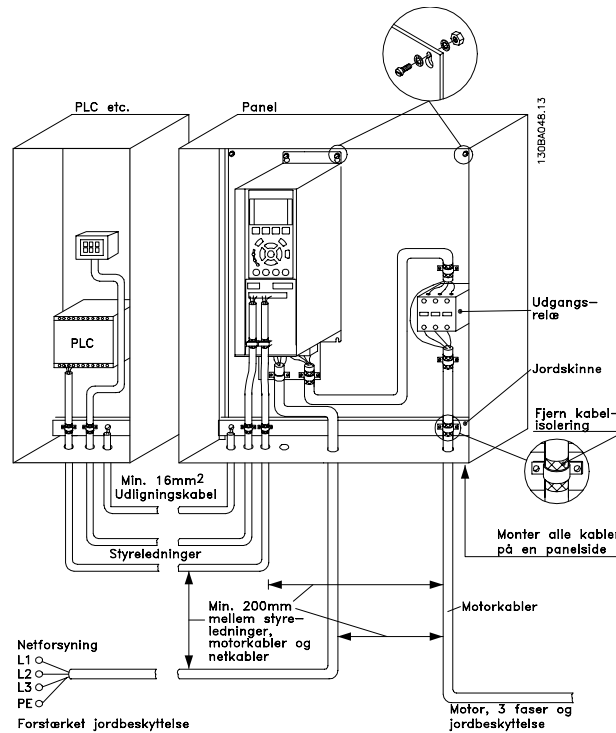 130BA048.13
PLC etc.
Panel
PLC
Udgangs-
relæ
Jordskinne
Fjern kabel-
isolering
Min. 16mm2
Udligningskabel
Styreledninger
Monter alle kabler
på en panelside
Min. 200mm
mellem styre-
ledninger,
motorkabler og
netkabler
Motorkabler
Netforsyning
L1
L2
L3
PE
Forstærket jordbeskyttelse
Motor, 3 faser og
jordbeskyttelse